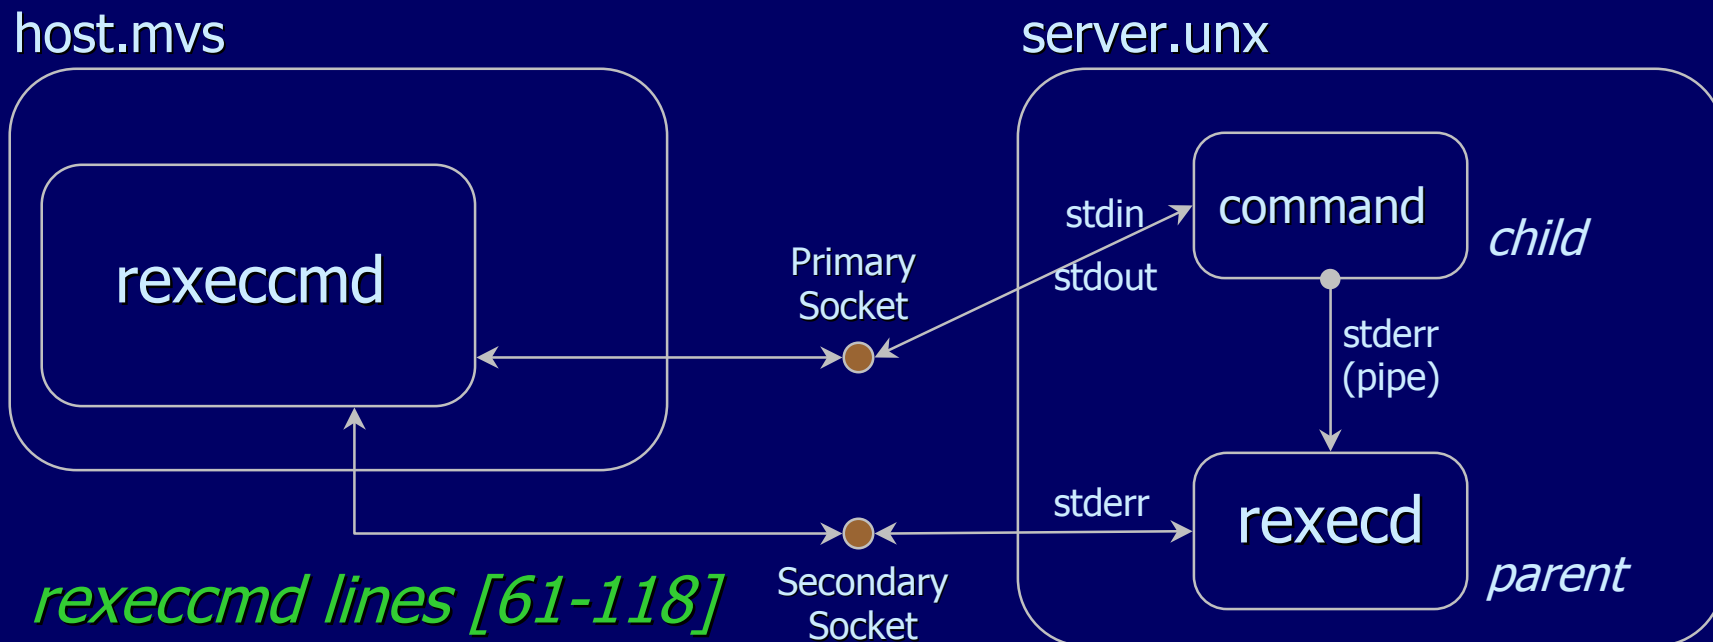 host.mvs
server.unx
rexeccmd
Primary
Socket
stdin
stdout
command
child
stderr
(pipe)
stderr
rexecd
parent
Secondary
Socket
rexeccmd lines [61-118]